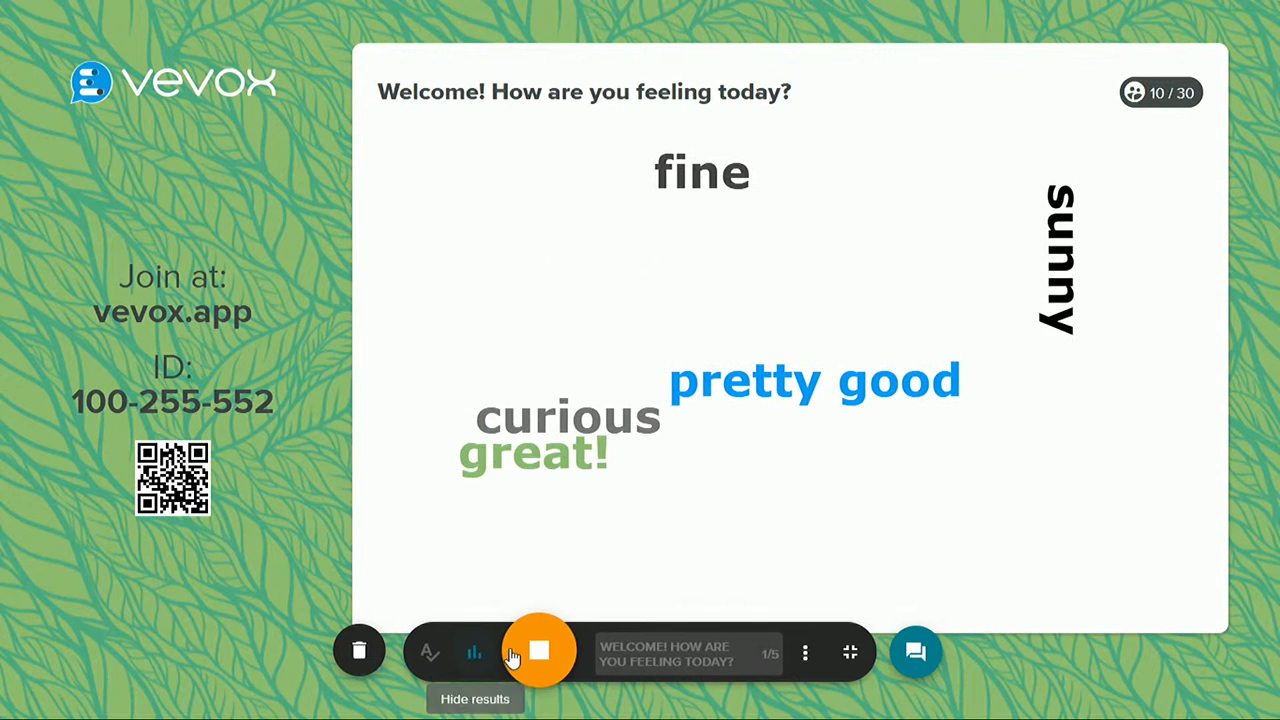 vevox
Welcome! How are you feeling today?
10 / 30
fine
sunny
pretty good
curious
great!
Join at:
vevox.app
ID:
100-255-552
WELCOME! HOW ARE
YOU FEELING TODAY?
1/5
Hide results